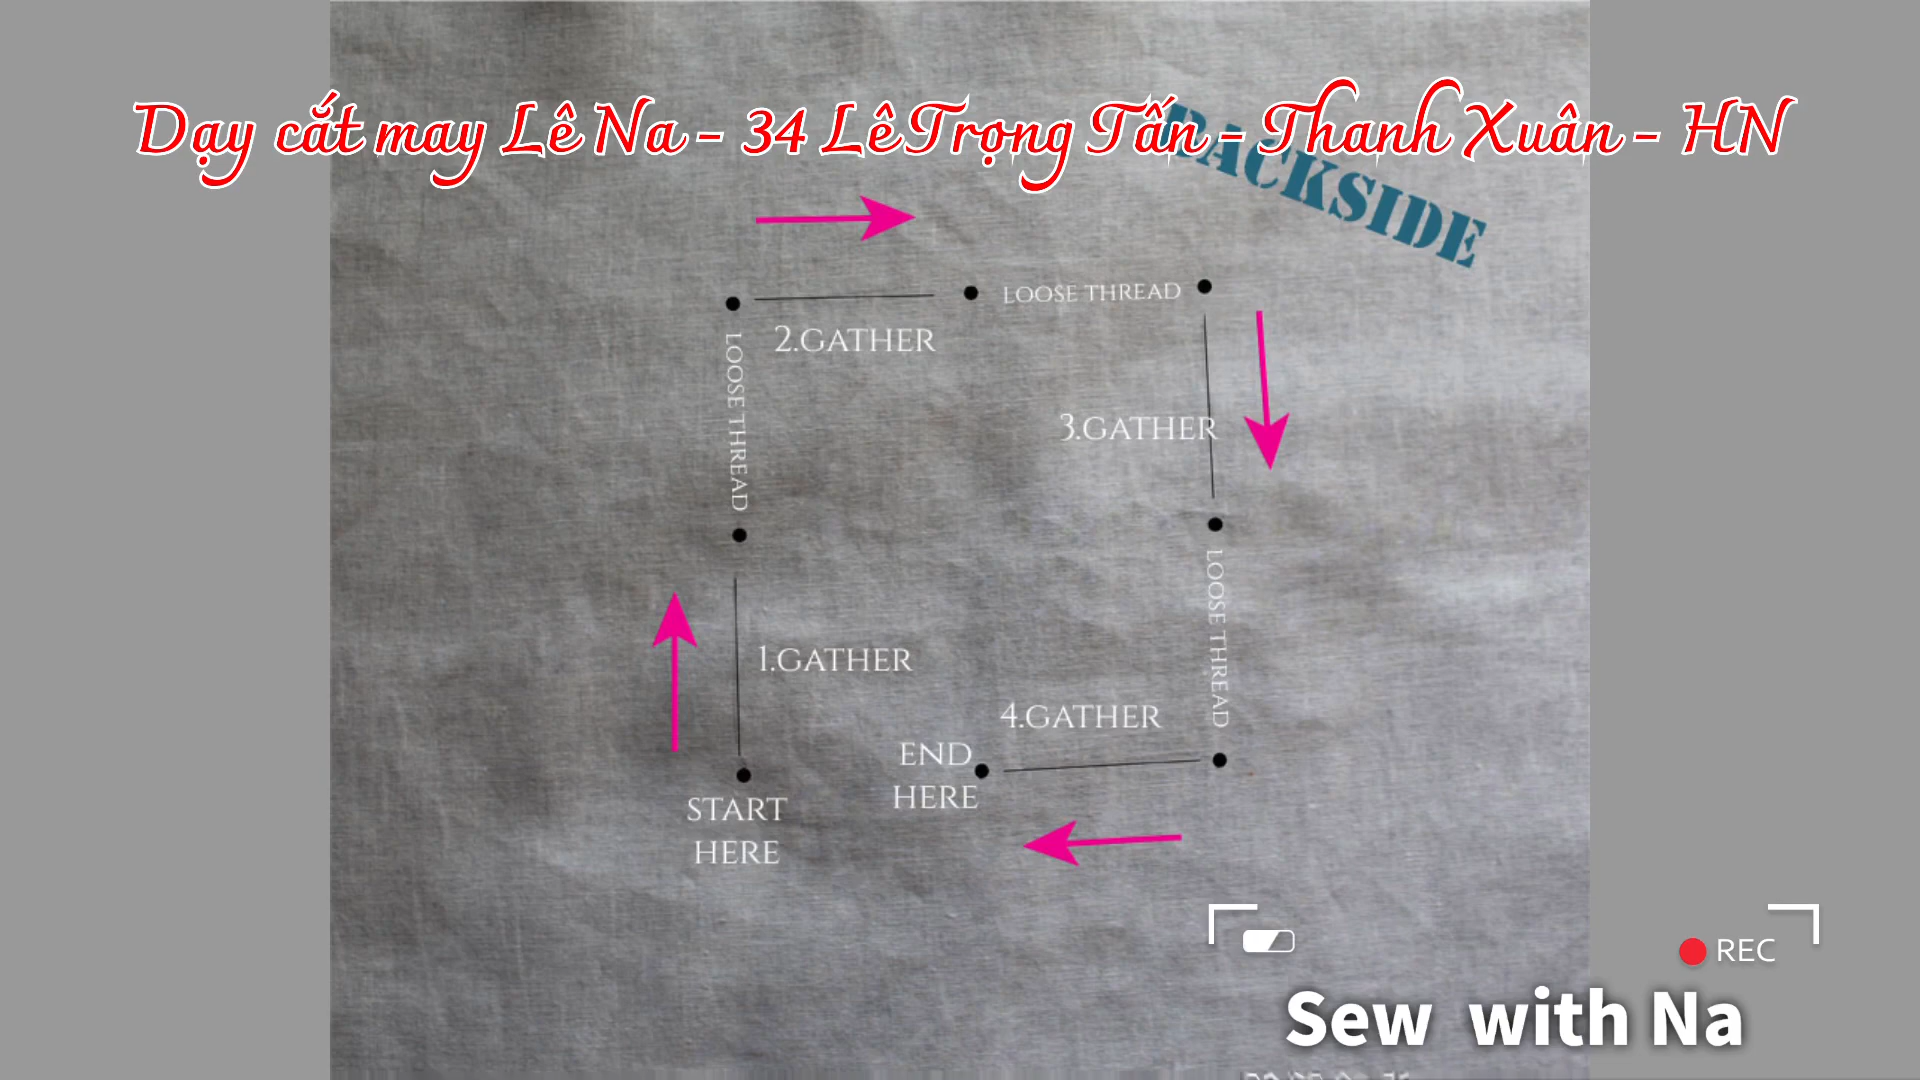 Dạy cắt may Lê Na - 34 Lê Trọng Tấn - Thanh Xuân - HN
BACKSIDE
LOOSE THREAD
2.GATHER
LOOSE THREAD
3.GATHER
1.GATHER
LOOSE THREAD
4.GATHER
END
HERE
START
HERE
REC
Sew with Na